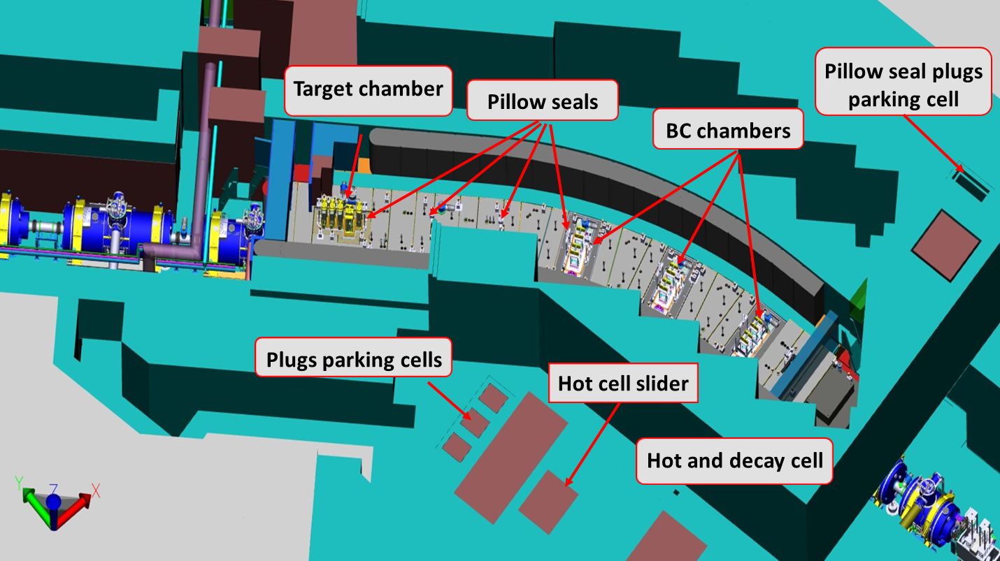 Target chamber
Pillow seals
BC chambers
Pillow seal plugs
parking cell
Plugs parking cells
Hot cell slider
Hot and decay cell
Y
Z
X